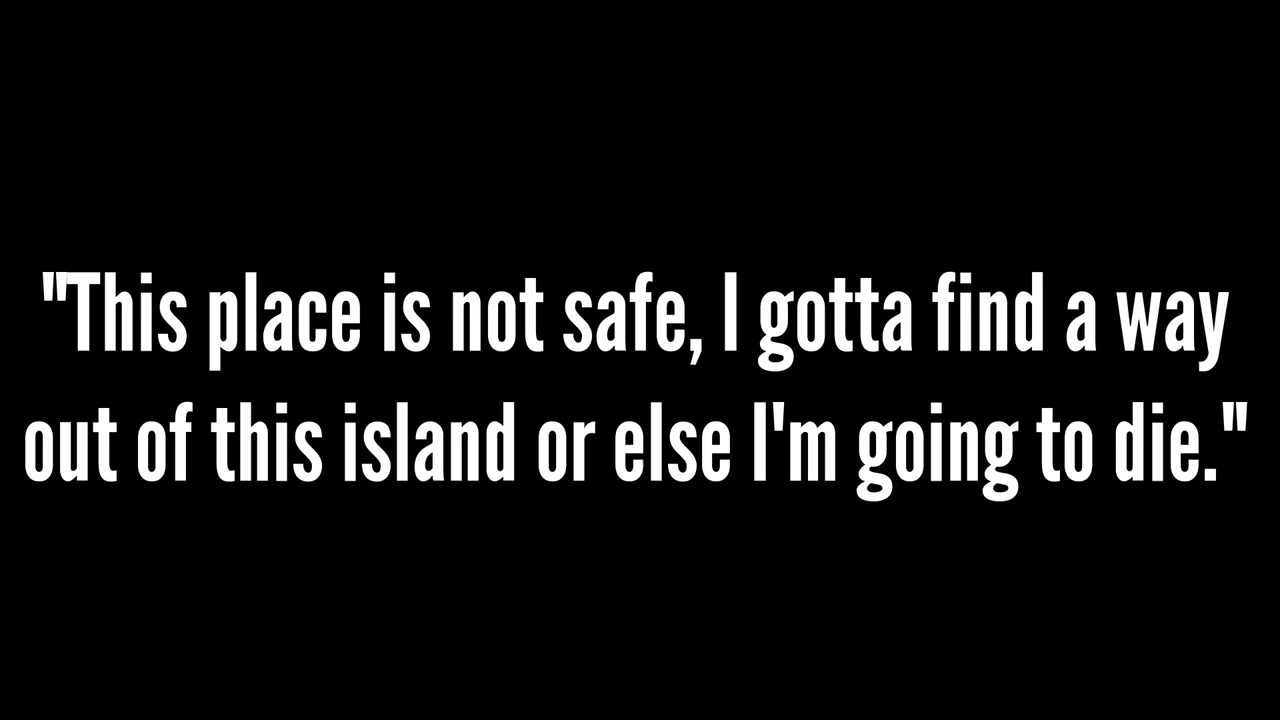 "This place is not safe, I gotta find a way
out of this island or else I'm going to die."